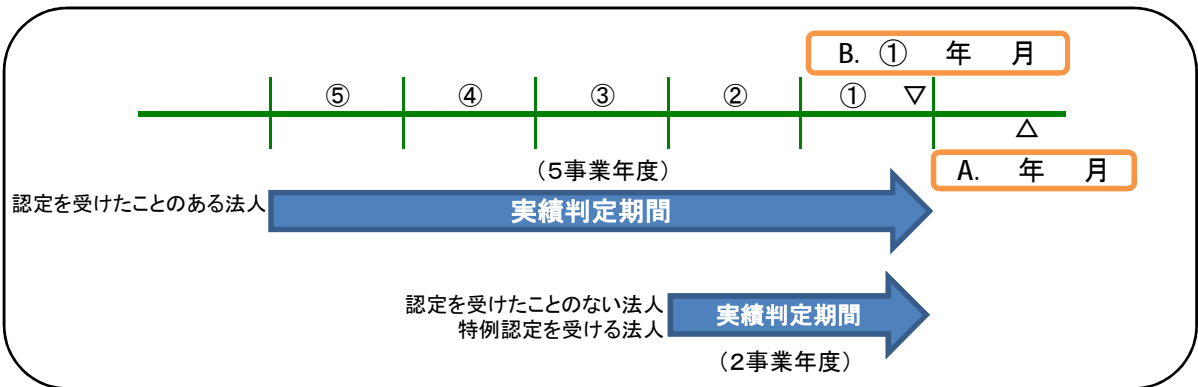 B. ① 年 月
⑤ ④ ③ ② ① ▽
△
(5事業年度)
A. 年 月
認定を受けたことのある法人
実績判定期間
認定を受けたことのない法人
特例認定を受ける法人
実績判定期間
(2事業年度)